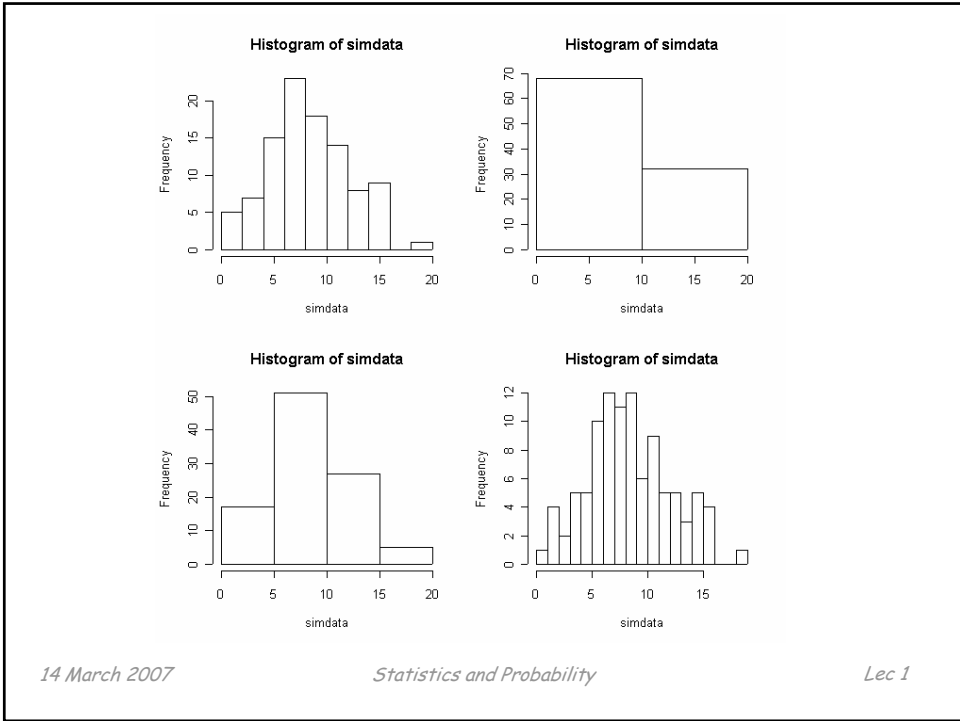 Histogram of simdata
Frequency
0 5 10 15 20
0 5 10 15 20
simdata
Histogram of simdata
Frequency
0 10 20 30 40 50 60 70
0 5 10 15 20
simdata
Histogram of simdata
Frequency
0 10 20 30 40 50
0 5 10 15 20
simdata
Histogram of simdata
Frequency
0 2 4 6 8 10 12
0 5 10 15
simdata
14 March 2007 Statistics and Probability Lec 1